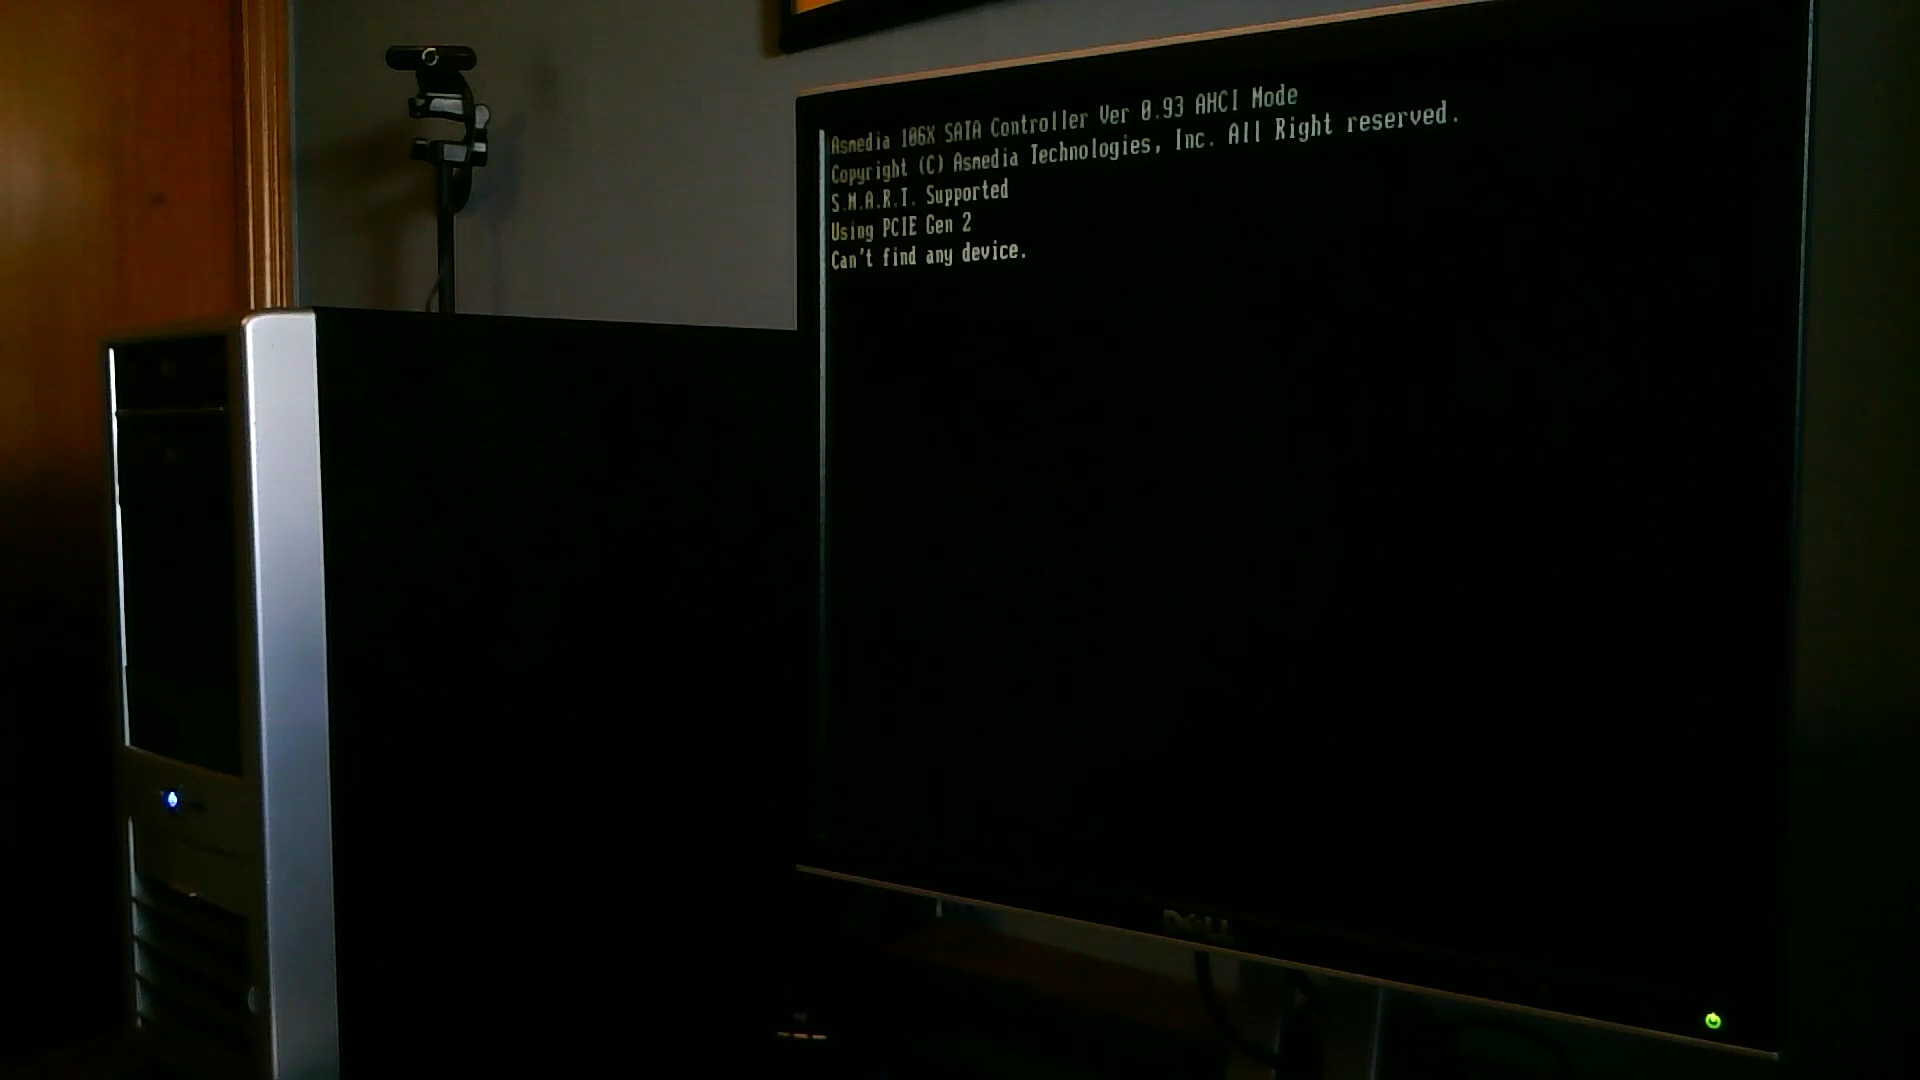 Asmedia 106X SATA Controller Ver 0.93 AHCI Mode
Copyright (C) Asmedia Technologies, Inc. All Right reserved.
S.M.A.R.T. Supported
Using PCIE Gen 2
Can't find any device.
DELL